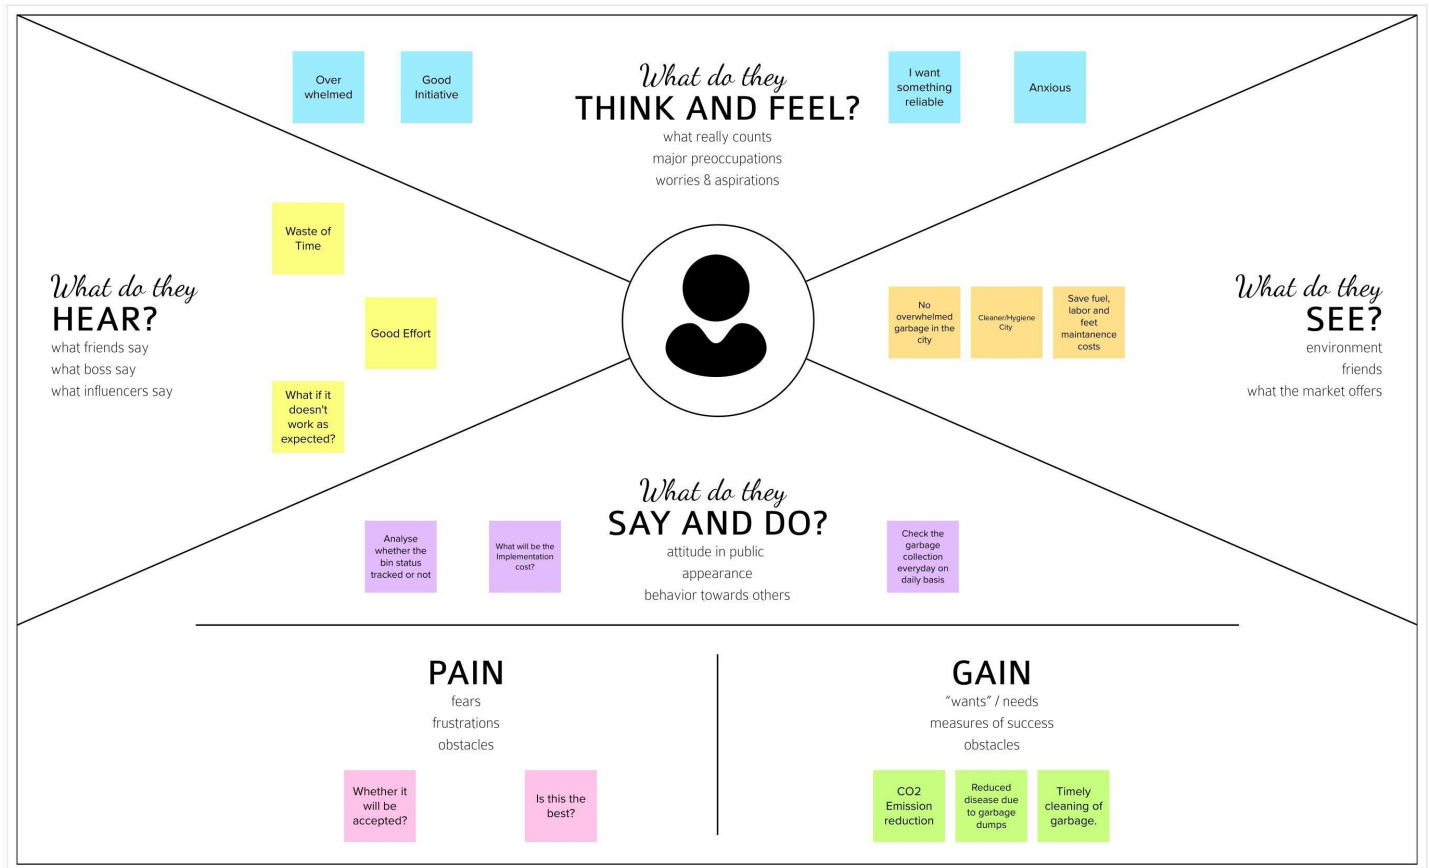 Over
whelmed
Good
Initiative
What do they
THINK AND FEEL?
what really counts
major preoccupations
worries & aspirations
I want
something
reliable
Anxious
What do they
HEAR?
what friends say
what boss say
what influencers say
Waste of
Time
Good Effort
What if it
doesn't
work as
expected?
No
overwhelmed
garbage in the
city
Cleaner/Hygiene
City
Save fuel,
labor and
feet
maintanence
costs
What do they
SEE?
environment
friends
what the market offers
What do they
SAY AND DO?
attitude in public
appearance
behavior towards others
Analyse
whether the
bin status
tracked or not
What will be the
Implementation
cost?
Check the
garbage
collection
everyday on
daily basis
PAIN
fears
frustrations
obstacles
Whether it
will be
accepted?
Is this the
best?
GAIN
“wants” / needs
measures of success
obstacles
CO2
Emission
reduction
Reduced
disease due
to garbage
dumps
Timely
cleaning of
garbage.